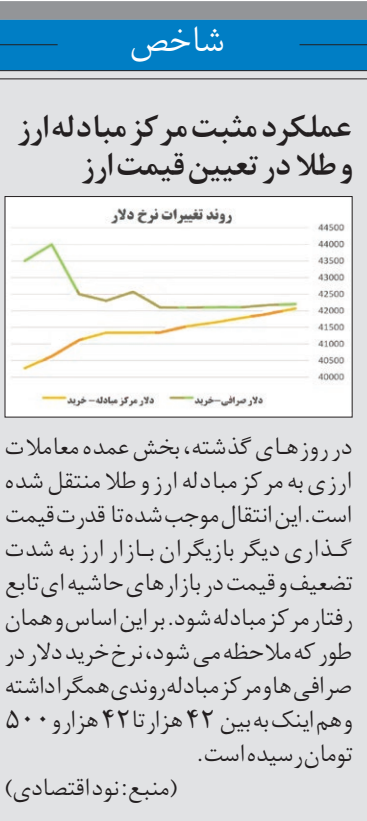 شاخص
عملکرد مثبت مرکز مبادله ارز
و طلا در تعیین قیمت ارز
روند تغییرات نرخ دلار
44500
44000
43500
43000
42500
42000
41500
41000
40500
40000
دلار صرافی-خرید
دلار مرکز مبادله- خرید
در روزهای گذشته، بخش عمده معاملات
ارزی به مرکز مبادله ارز و طلا منتقل شده
است. این انتقال موجب شده تا قدرت قیمت
گذاری دیگر بازیگران بازار ارز به شدت
تضعیف و قیمت در بازارهای حاشیه ای تابع
رفتار مرکز مبادله شود. بر این اساس و همان
طور که ملاحظه می شود، نرخ خرید دلار در
صرافی ها و مرکز مبادله روندی همگرا داشته
و هم اینک به بین ۴۲ هزار تا ۴۲ هزار و ۵۰۰
تومان رسیده است.
(منبع: نود اقتصادی)